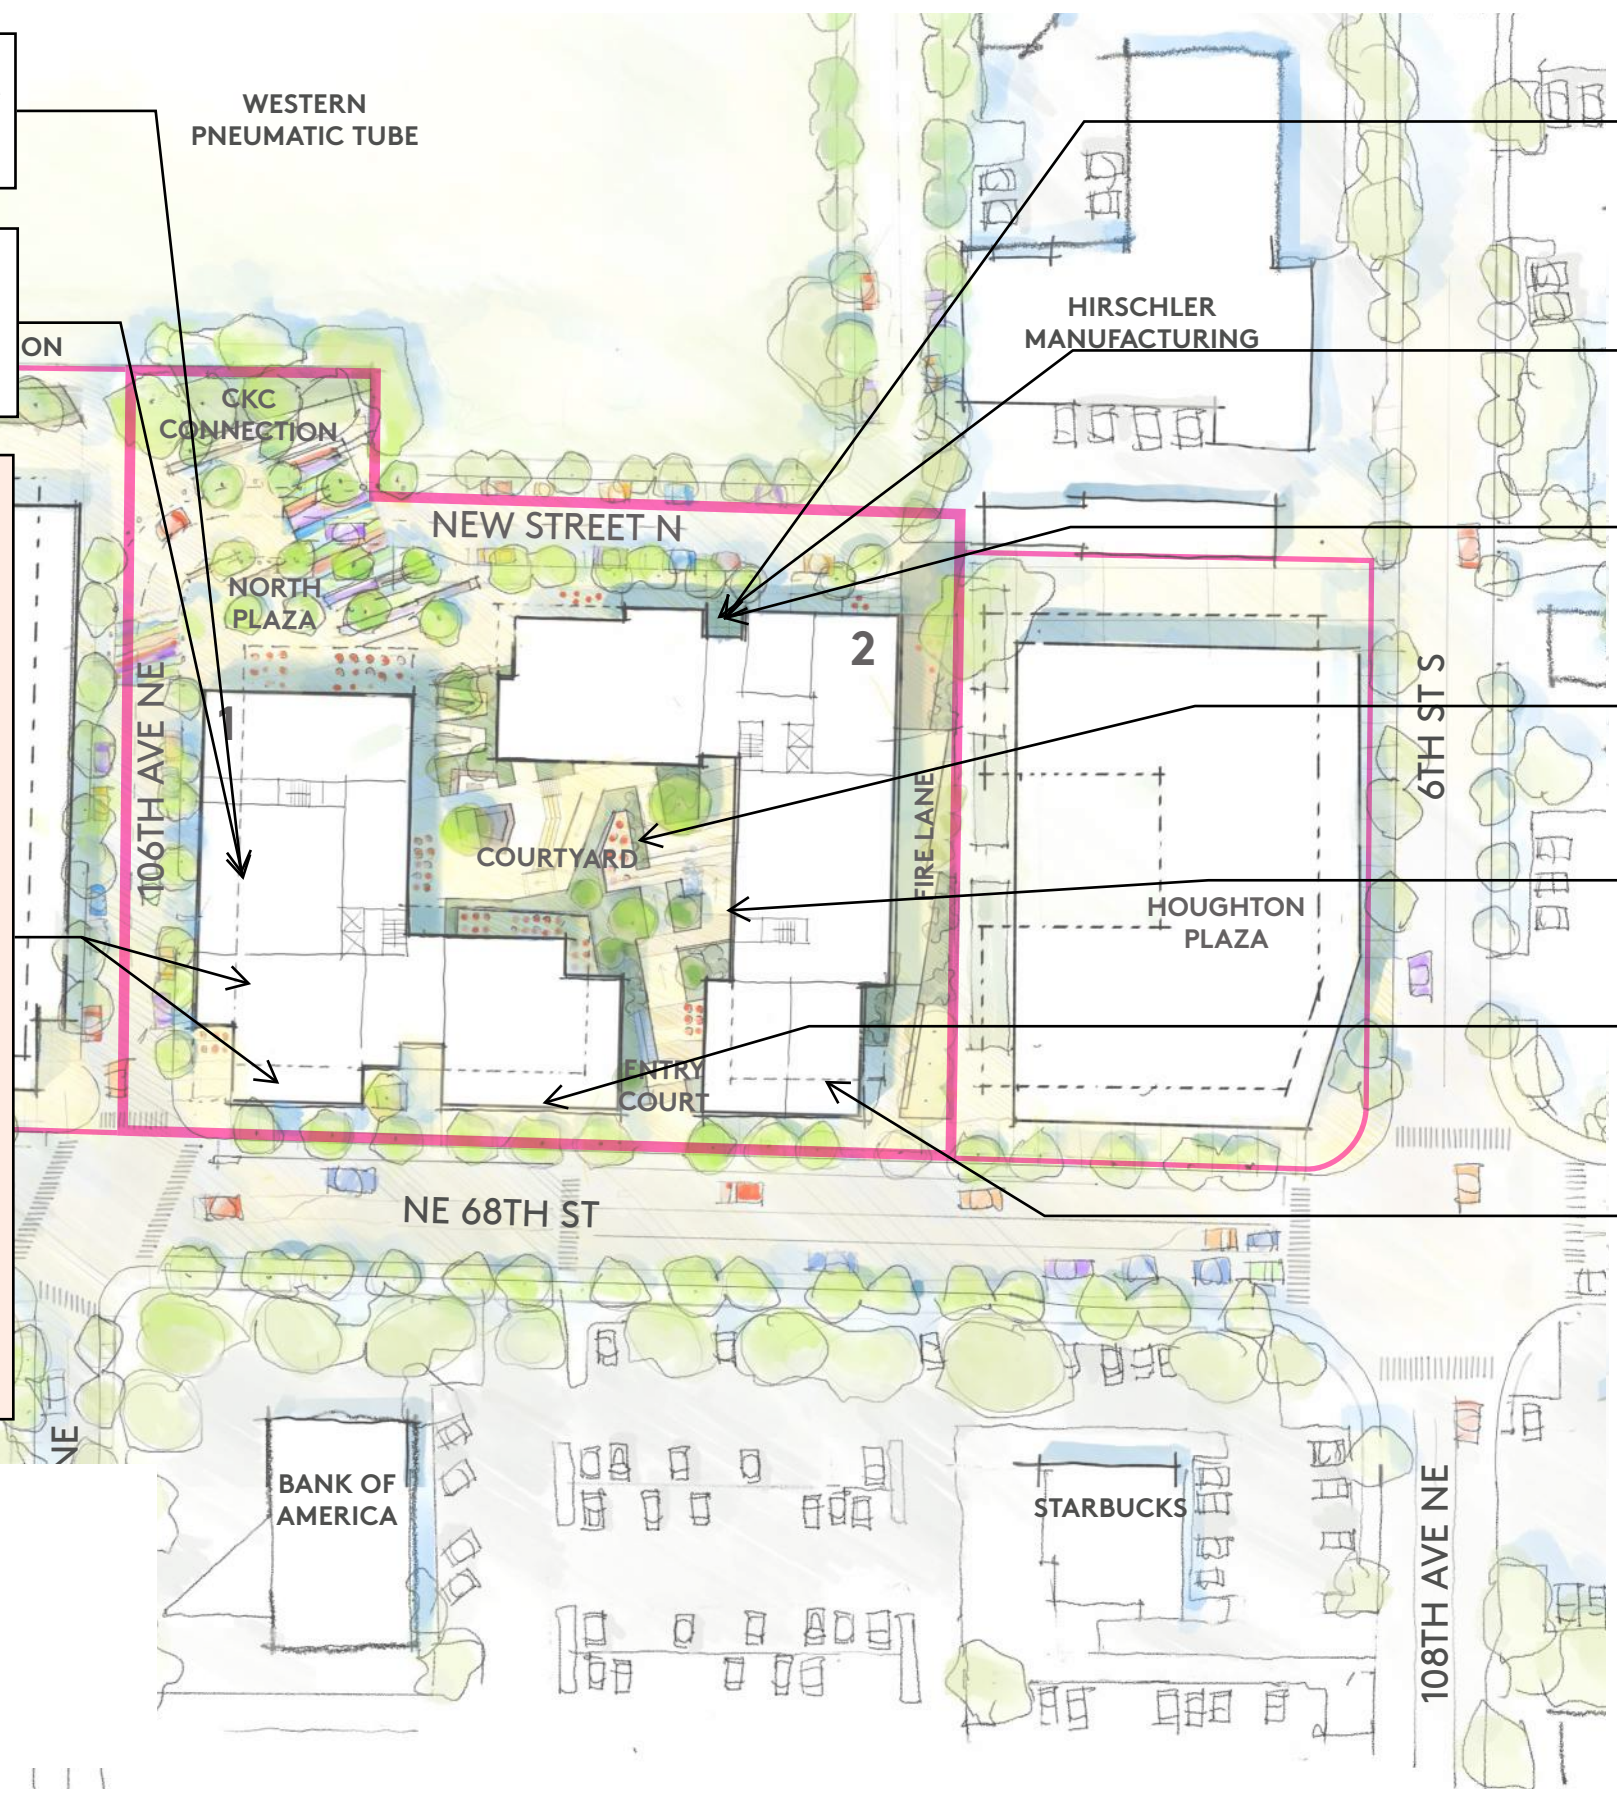 WESTERN
PNEUMATIC TUBE
HIRSCHLER
MANUFACTURING
ON
CKC
CONNECTION
NEW STREET N
NORTH
PLAZA
2
1
106TH AVE NE
6TH ST S
FIRE LANE
COURTYARD
HOUGHTON
PLAZA
ENTRY
COURT
NE 68TH ST
NE
BANK OF
AMERICA
STARBUCKS
108TH AVE NE